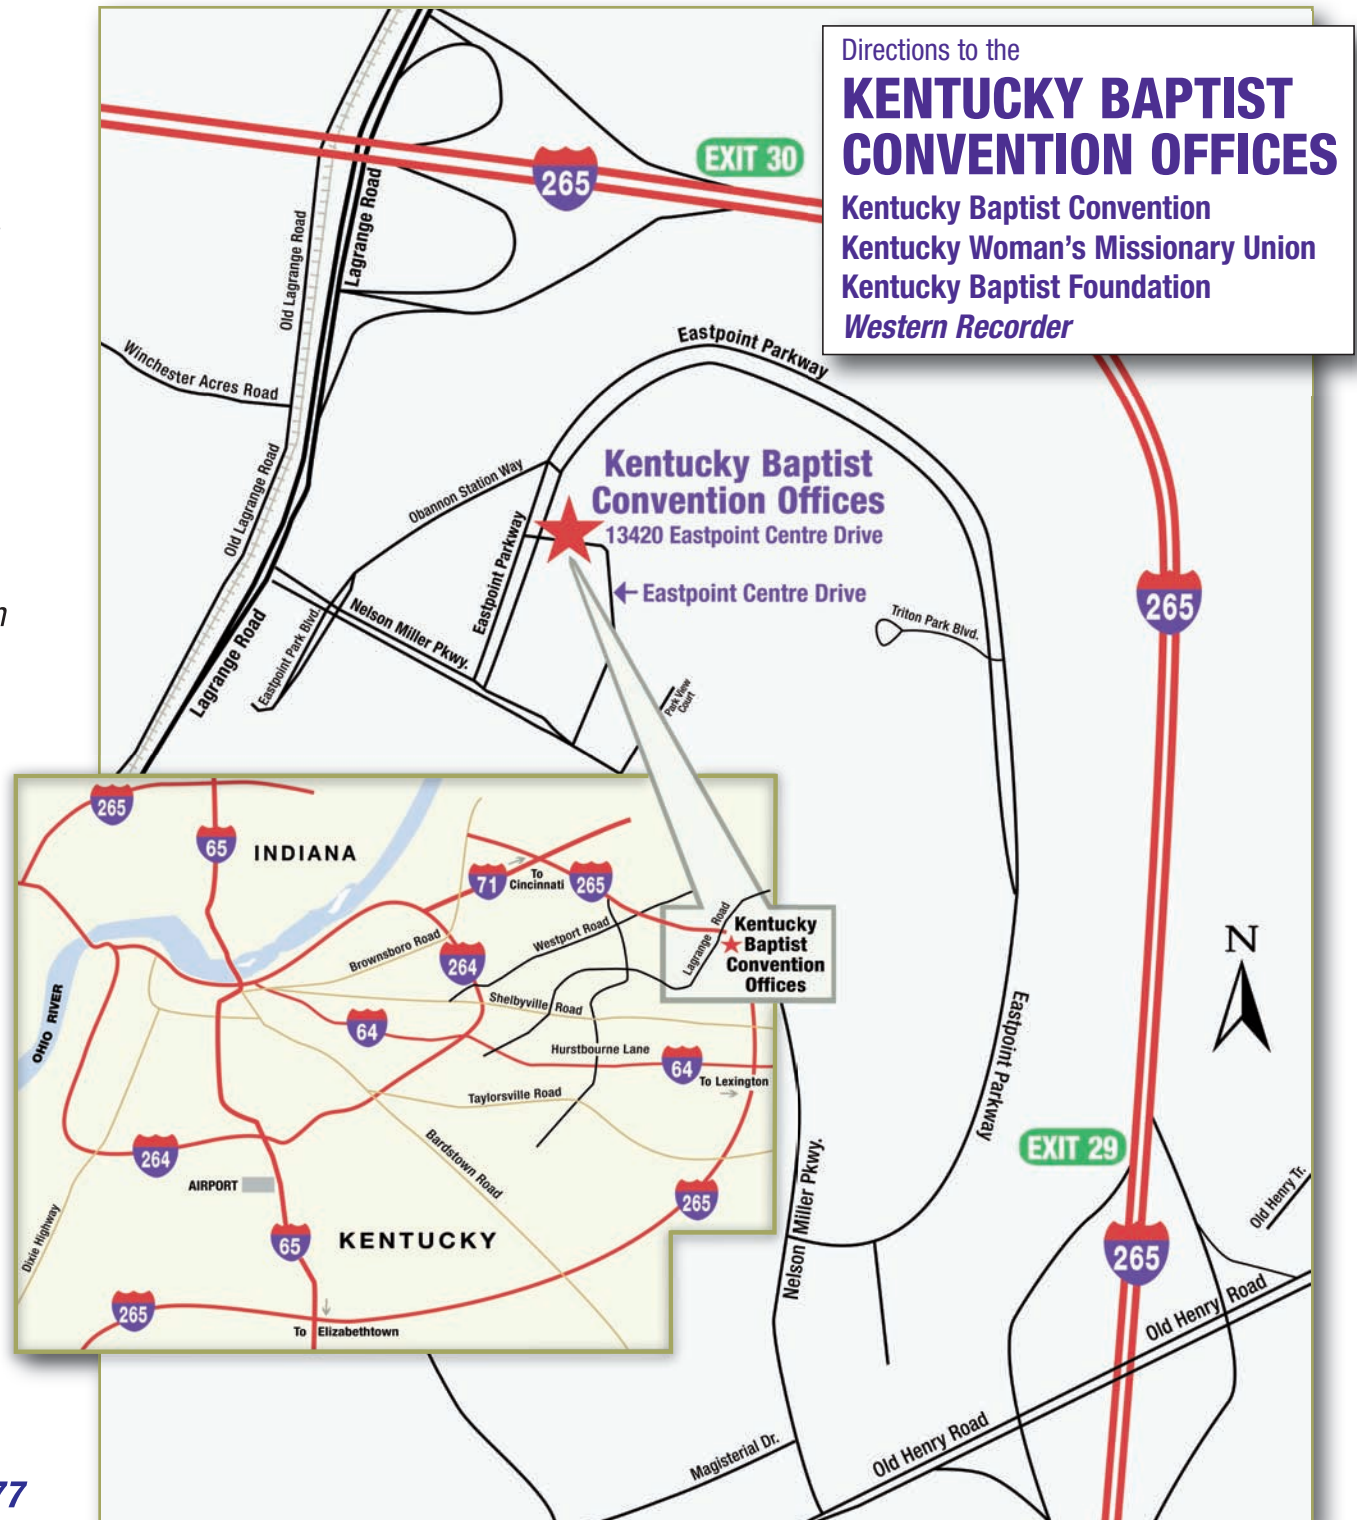 Directions to the
KENTUCKY BAPTIST
CONVENTION OFFICES
Kentucky Baptist Convention
Kentucky Woman's Missionary Union
Kentucky Baptist Foundation
Western Recorder
EXIT 30
265
Lagrange Road
Old Lagrange Road
Winchester Acres Road
Old Lagrange Road
Lagrange Road
Eastpoint Parkway
Obannon Station Way
Kentucky Baptist
Convention Offices
13420 Eastpoint Centre Drive
Eastpoint Centre Drive
Eastpoint Parkway
Nelson Miller Pkwy.
Eastpoint Park Blvd.
Triton Park Blvd.
Park View
Court
265
265
65
INDIANA
71
To
Cincinnati
265
Westport Road
Brownsboro Road
264
Lagrange Road
Kentucky
Baptist
Convention
Offices
Shelbyville Road
64
Hurstbourne Lane
64
To Lexington
Taylorsville Road
OHIO RIVER
264
AIRPORT
Bardstown Road
265
Dixie Highway
65
KENTUCKY
265
To Elizabethtown
N
Eastpoint Parkway
Nelson Miller Pkwy.
EXIT 29
265
Old Henry Tr.
Old Henry Road
Old Henry Road
Magisterial Dr.
77